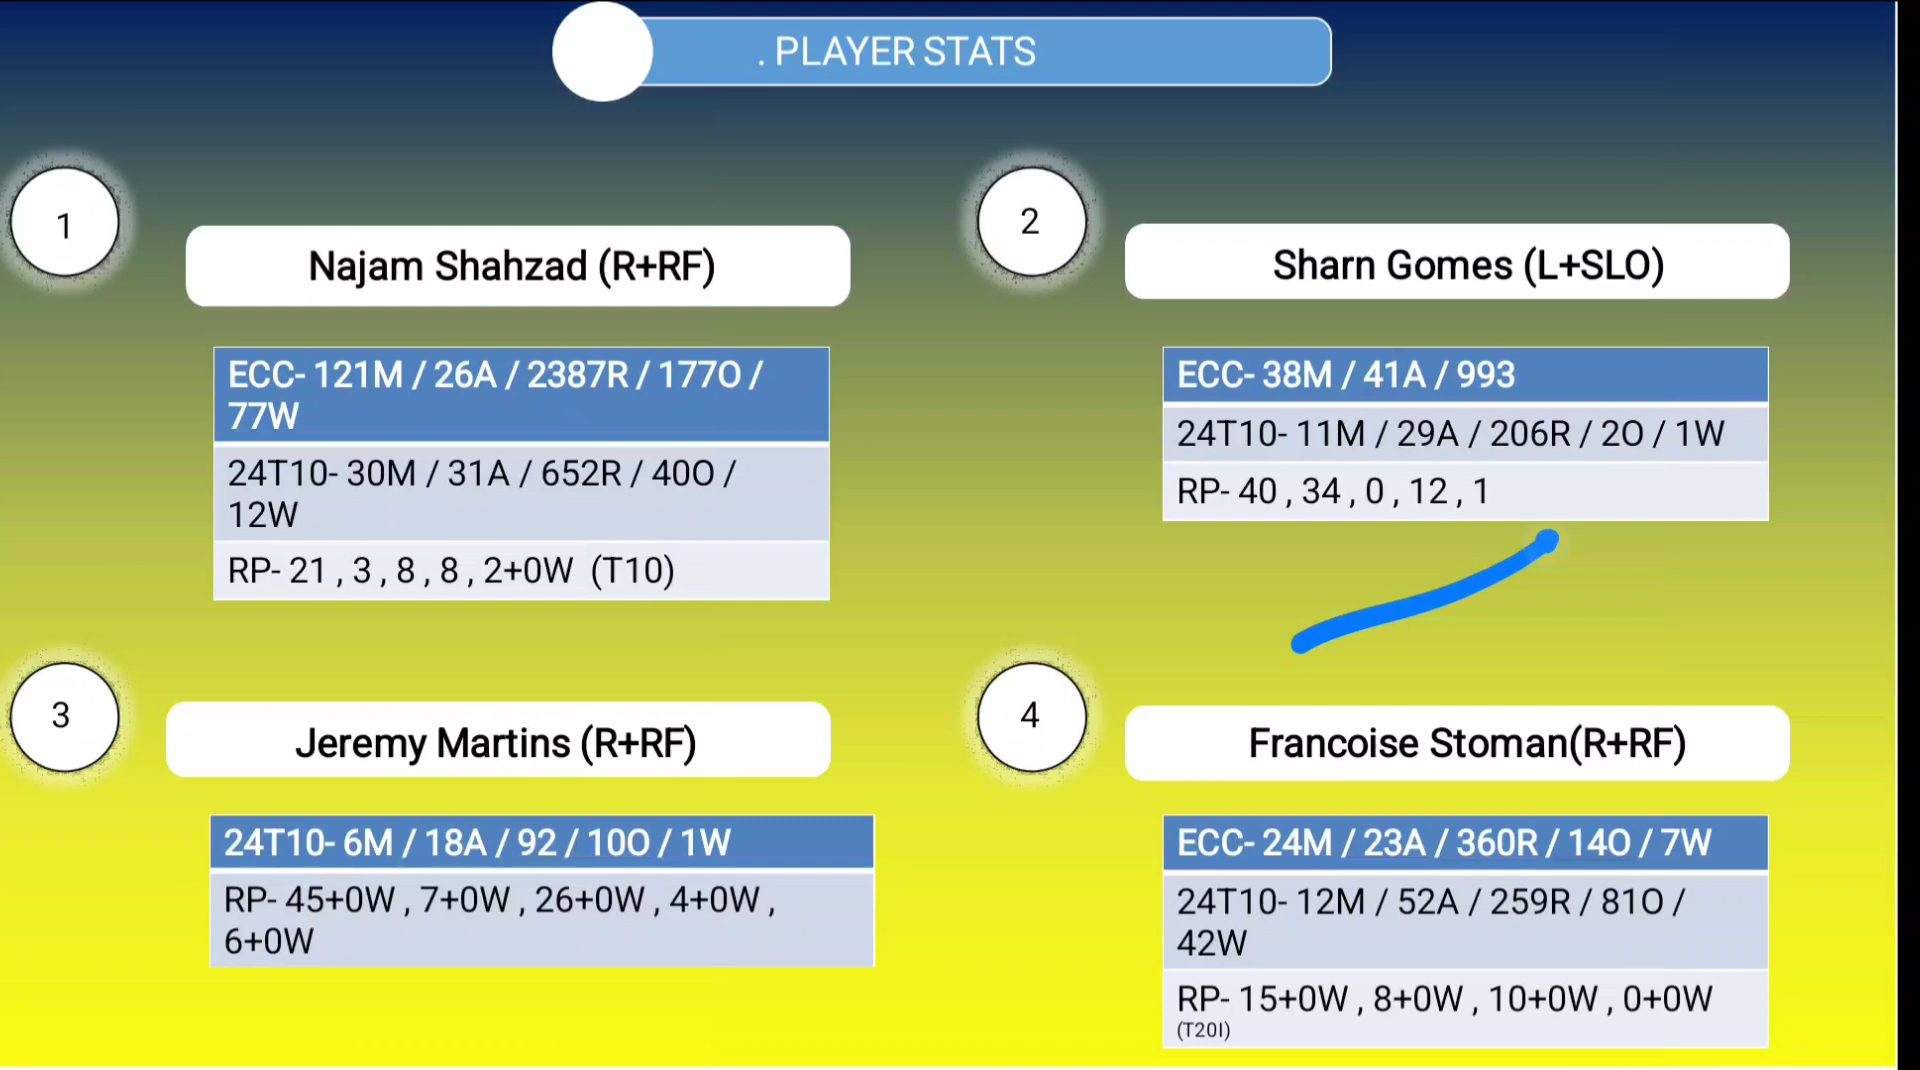 . PLAYER STATS
1
Najam Shahzad (R+RF)
ECC- 121M / 26A / 2387R / 177O /
77W
24T10- 30M / 31A / 652R / 40O /
12W
RP- 21 , 3 , 8 , 8 , 2+0W (T10)
2
Sharn Gomes (L+SLO)
ECC- 38M / 41A / 993
24T10- 11M / 29A / 206R / 2O / 1W
RP- 40 , 34 , 0 , 12 , 1
3
Jeremy Martins (R+RF)
24T10- 6M / 18A / 92 / 10O / 1W
RP- 45+0W , 7+0W , 26+0W , 4+0W ,
6+0W
4
Francoise Stoman(R+RF)
ECC- 24M / 23A / 360R / 14O / 7W
24T10- 12M / 52A / 259R / 81O /
42W
RP- 15+0W , 8+0W , 10+0W , 0+0W
(T20I)